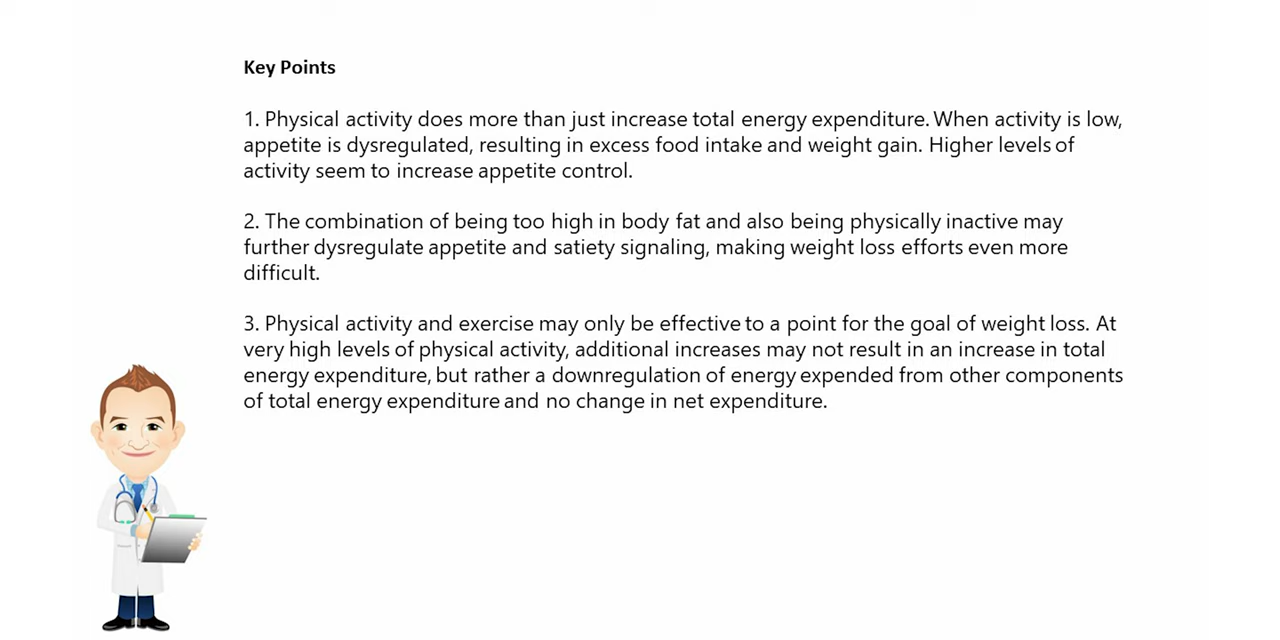 Key Points
1. Physical activity does more than just increase total energy expenditure. When activity is low,
appetite is dysregulated, resulting in excess food intake and weight gain. Higher levels of
activity seem to increase appetite control.
2. The combination of being too high in body fat and also being physically inactive may
further dysregulate appetite and satiety signaling, making weight loss efforts even more
difficult.
3. Physical activity and exercise may only be effective to a point for the goal of weight loss. At
very high levels of physical activity, additional increases may not result in an increase in total
energy expenditure, but rather a downregulation of energy expended from other components
of total energy expenditure and no change in net expenditure.